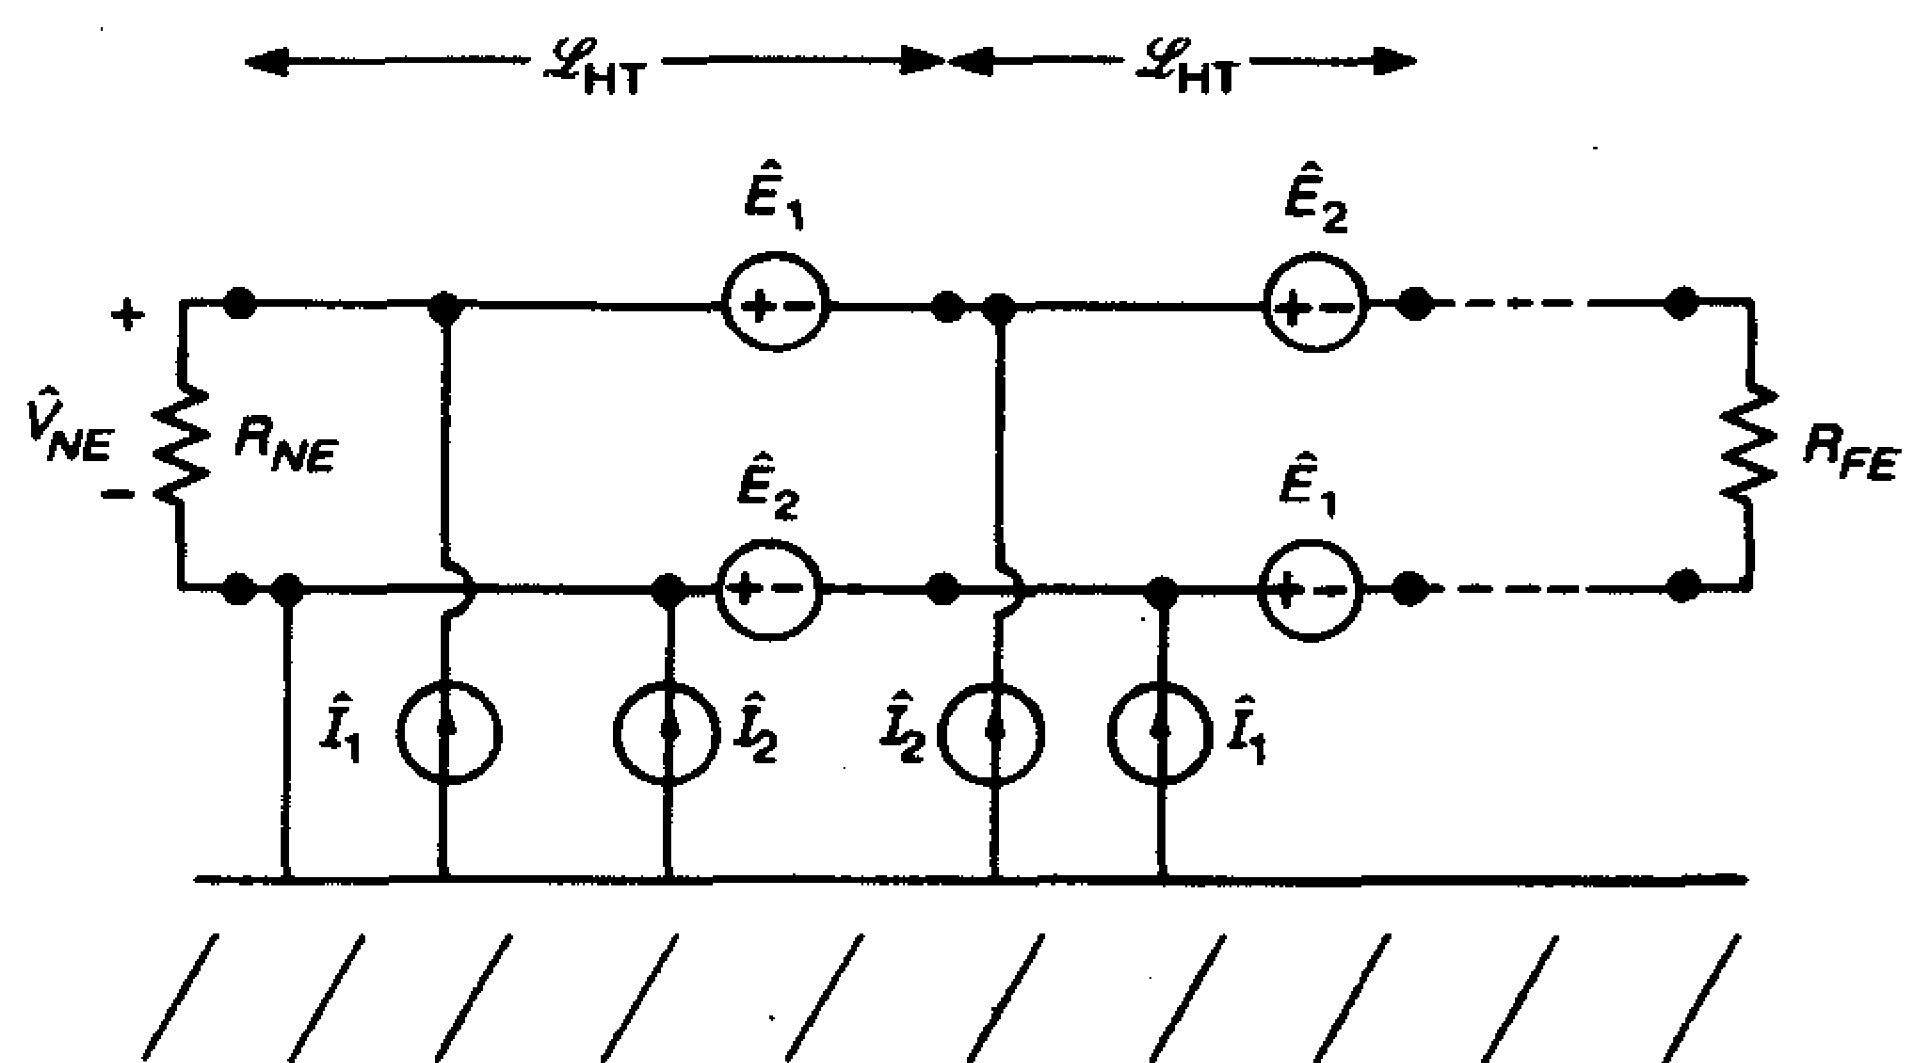 ℒHT ℒHT
Ê1 Ê2
+ - + -
+
V̂NE RNE RFE
-
Ê2 Ê1
+ - + -
Î1 Î2 Î2 Î1